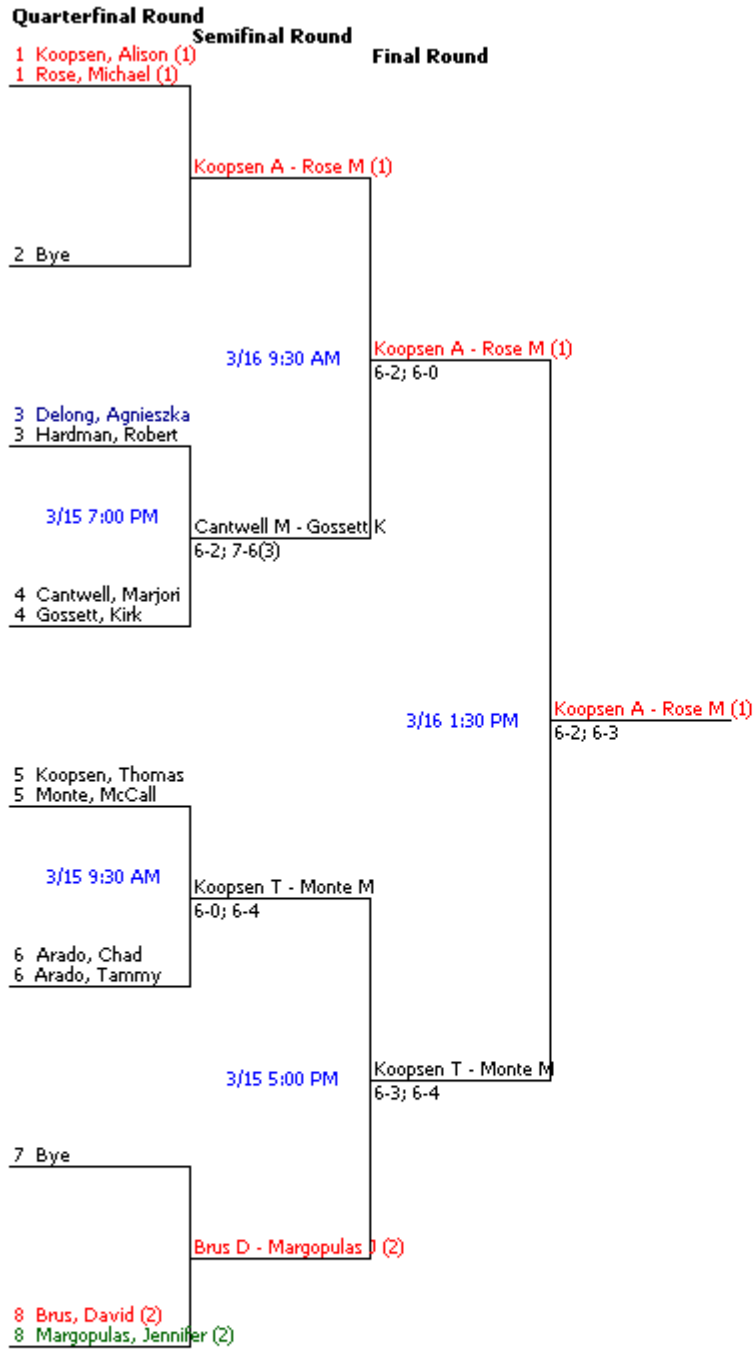 Quarterfinal Round
Semifinal Round
Final Round
1 Koopsen, Alison (1)
1 Rose, Michael (1)
Koopsen A - Rose M (1)
2 Bye
3/16 9:30 AM
Koopsen A - Rose M (1)
6-2; 6-0
3 Delong, Agnieszka
3 Hardman, Robert
3/15 7:00 PM
Cantwell M - Gossett K
6-2; 7-6(3)
4 Cantwell, Marjori
4 Gossett, Kirk
3/16 1:30 PM
Koopsen A - Rose M (1)
6-2; 6-3
5 Koopsen, Thomas
5 Monte, McCall
3/15 9:30 AM
Koopsen T - Monte M
6-0; 6-4
6 Arado, Chad
6 Arado, Tammy
3/15 5:00 PM
Koopsen T - Monte M
6-3; 6-4
7 Bye
Brus D - Margopulas J (2)
8 Brus, David (2)
8 Margopulas, Jennifer (2)